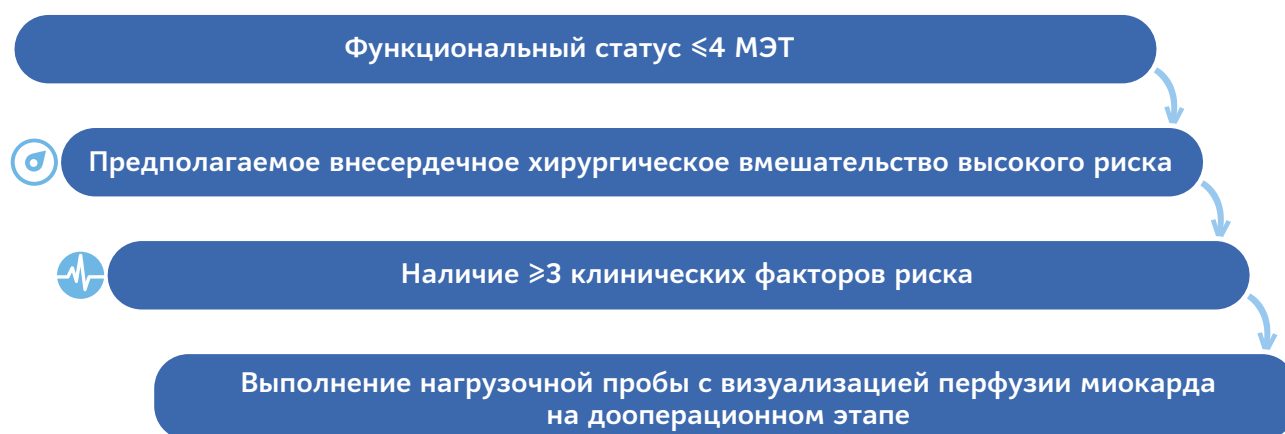 Функциональный статус ⩽4 МЭТ
Предполагаемое внесердечное хирургическое вмешательство высокого риска
Наличие ⩾3 клинических факторов риска
Выполнение нагрузочной пробы с визуализацией перфузии миокарда
на дооперационном этапе